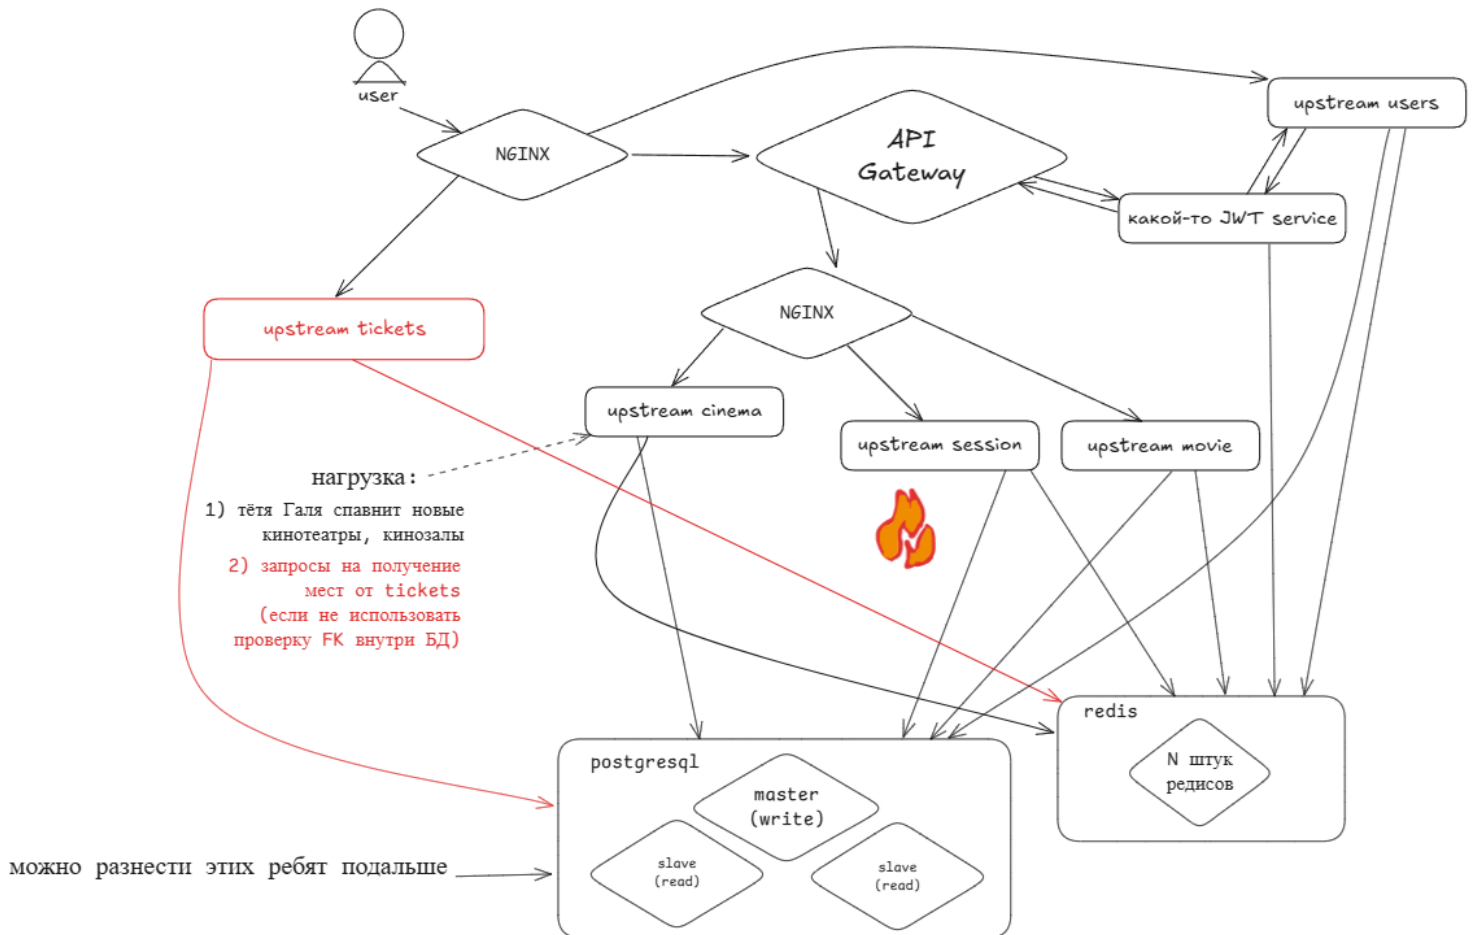 user
NGINX
API
Gateway
upstream users
какой-то JWT service
upstream tickets
NGINX
upstream cinema
upstream session
upstream movie
нагрузка:
1) тётя Галя спавнит новые
кинотеатры, кинозалы
2) запросы на получение
мест от tickets
(если не использовать
проверку FK внутри БД)
redis
N штук
редисов
postgresql
master
(write)
slave
(read)
slave
(read)
можно разнести этих ребят подальше